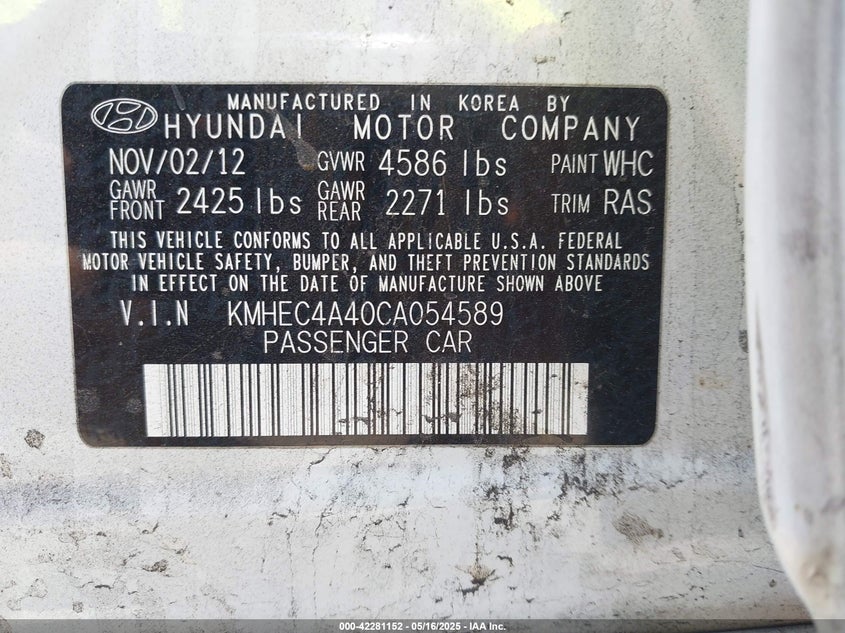 MANUFACTURED IN KOREA BY
HYUNDAI MOTOR COMPANY
NOV/02/12 GVWR 4586 lbs PAINT WHC
GAWR FRONT 2425 lbs GAWR REAR 2271 lbs TRIM RAS
THIS VEHICLE CONFORMS TO ALL APPLICABLE U.S.A. FEDERAL
MOTOR VEHICLE SAFETY, BUMPER, AND THEFT PREVENTION STANDARDS
IN EFFECT ON THE DATE OF MANUFACTURE SHOWN ABOVE
V.I.N KMHEC4A40CA054589
PASSENGER CAR
000-42281152 - 05/16/2025 - IAA Inc.